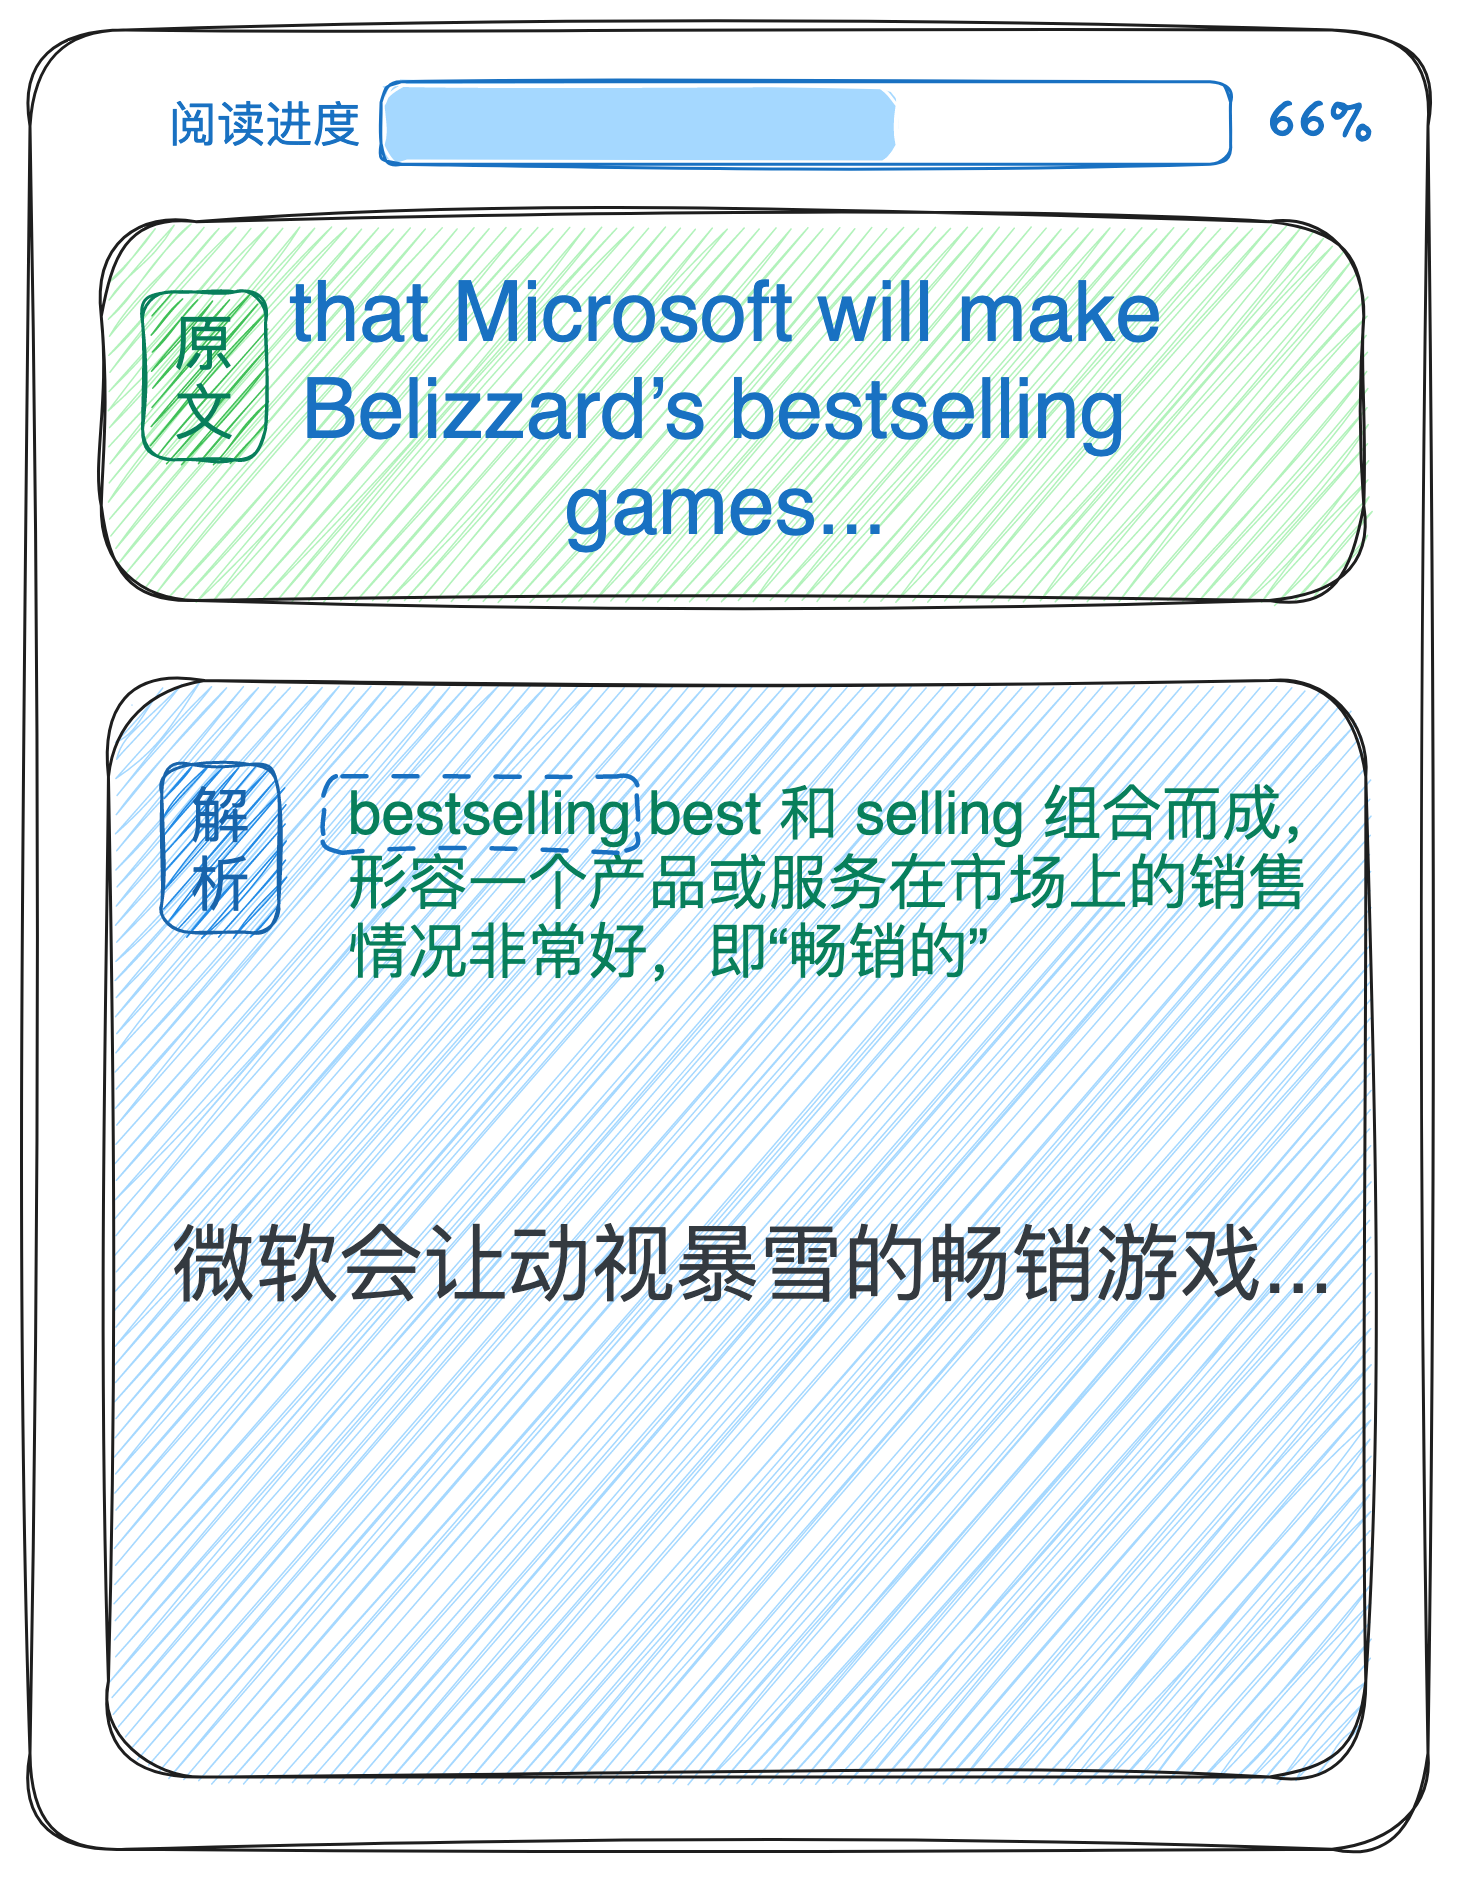 阅读进度 66%
原文
that Microsoft will make
Belizzard’s bestselling
games...
解析
bestselling best 和 selling 组合而成，
形容一个产品或服务在市场上的销售
情况非常好，即“畅销的”
微软会让动视暴雪的畅销游戏...